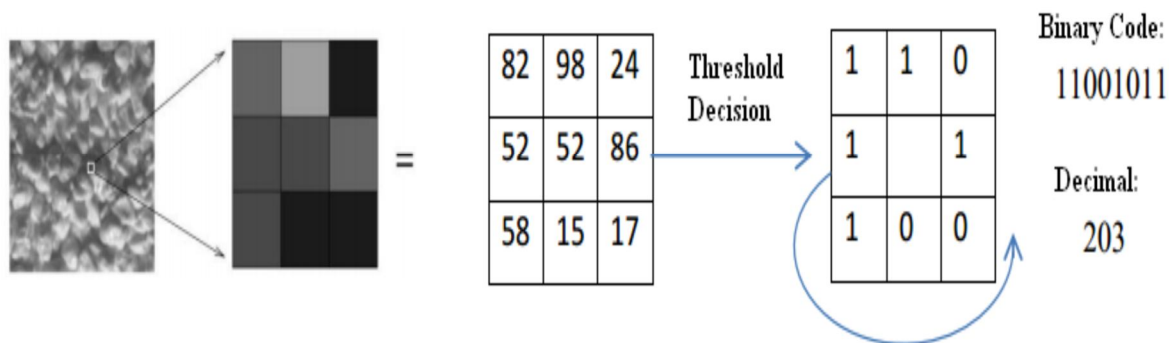 =
82 98 24
52 52 86
58 15 17
Threshold
Decision
1 1 0
1 1
1 0 0
Binary Code:
11001011
Decimal:
203